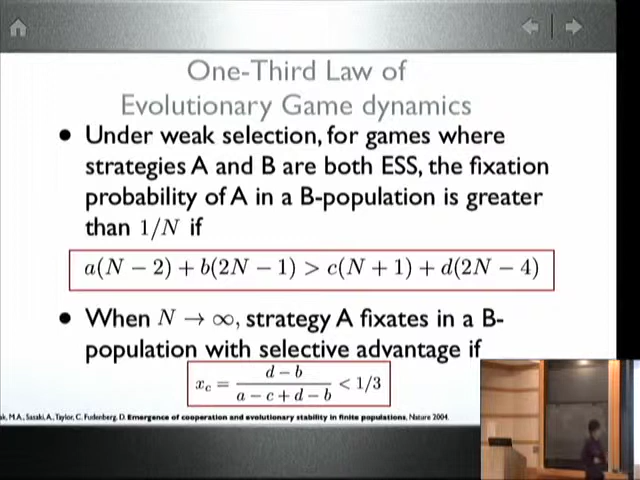 One-Third Law of
Evolutionary Game dynamics
• Under weak selection, for games where
strategies A and B are both ESS, the fixation
probability of A in a B-population is greater
than 1/N if
a(N − 2) + b(2N − 1) > c(N + 1) + d(2N − 4)
• When N → ∞, strategy A fixates in a B-
population with selective advantage if
x_c = (d − b) / (a − c + d − b) < 1/3
M.A., Sasaki, A., Taylor, C. Fudenberg, D. Emergence of cooperation and evolutionary stability in finite populations, Nature 2004.